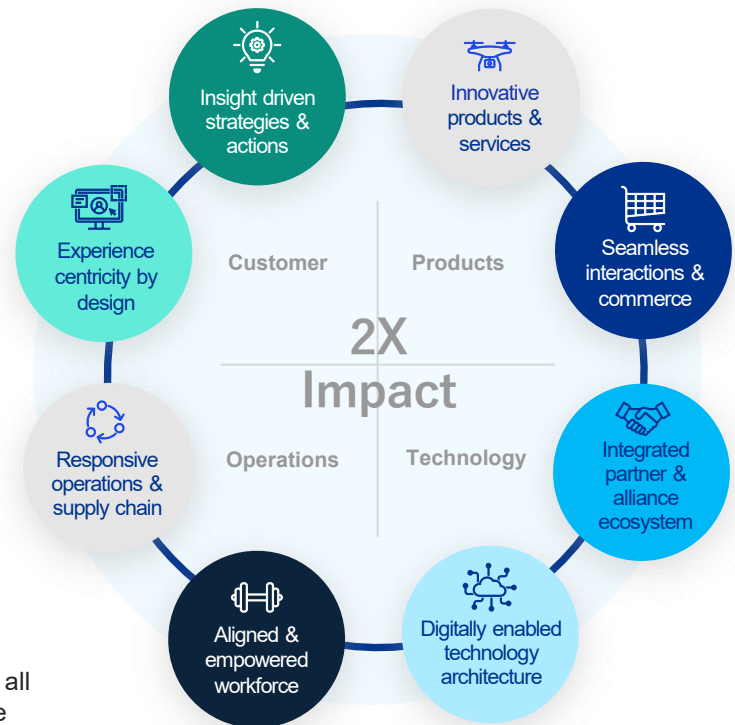 Insight driven
strategies &
actions
Innovative
products &
services
Experience
centricity by
design
Seamless
interactions &
commerce
Customer
Products
2X
Impact
Operations
Technology
Responsive
operations &
supply chain
Integrated
partner &
alliance
ecosystem
Aligned &
empowered
workforce
Digitally enabled
technology
architecture
all